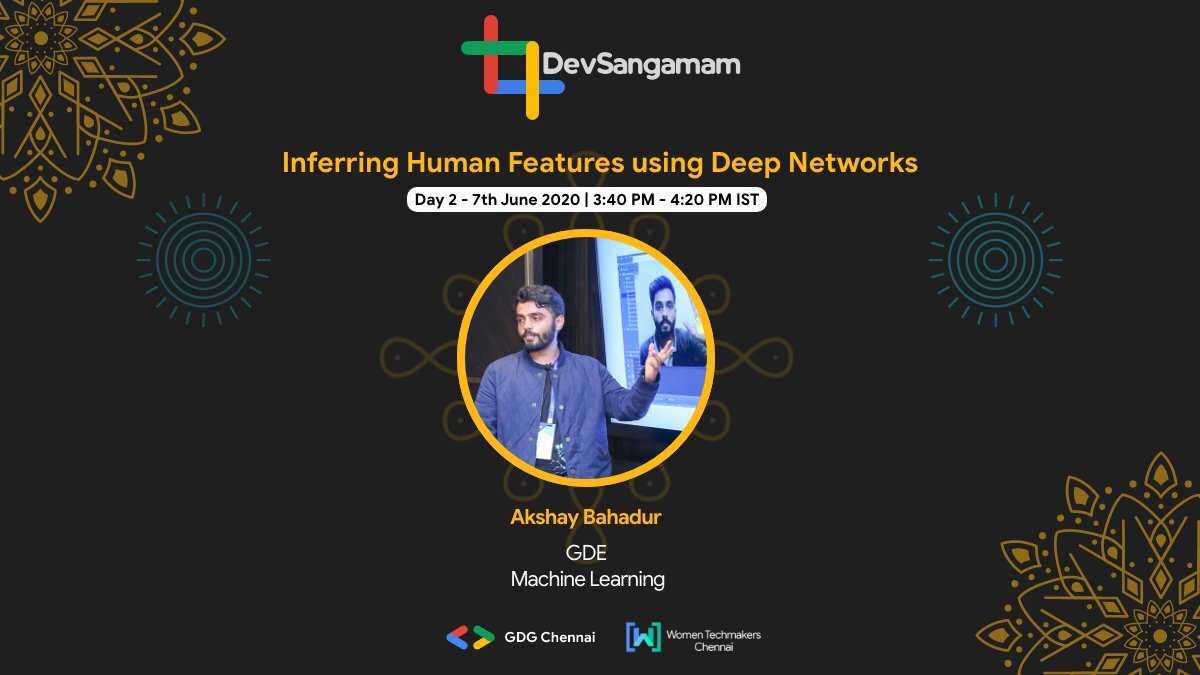 DevSangamam
Inferring Human Features using Deep Networks
Day 2 - 7th June 2020 | 3:40 PM - 4:20 PM IST
Akshay Bahadur
GDE
Machine Learning
GDG Chennai
Women Techmakers
Chennai